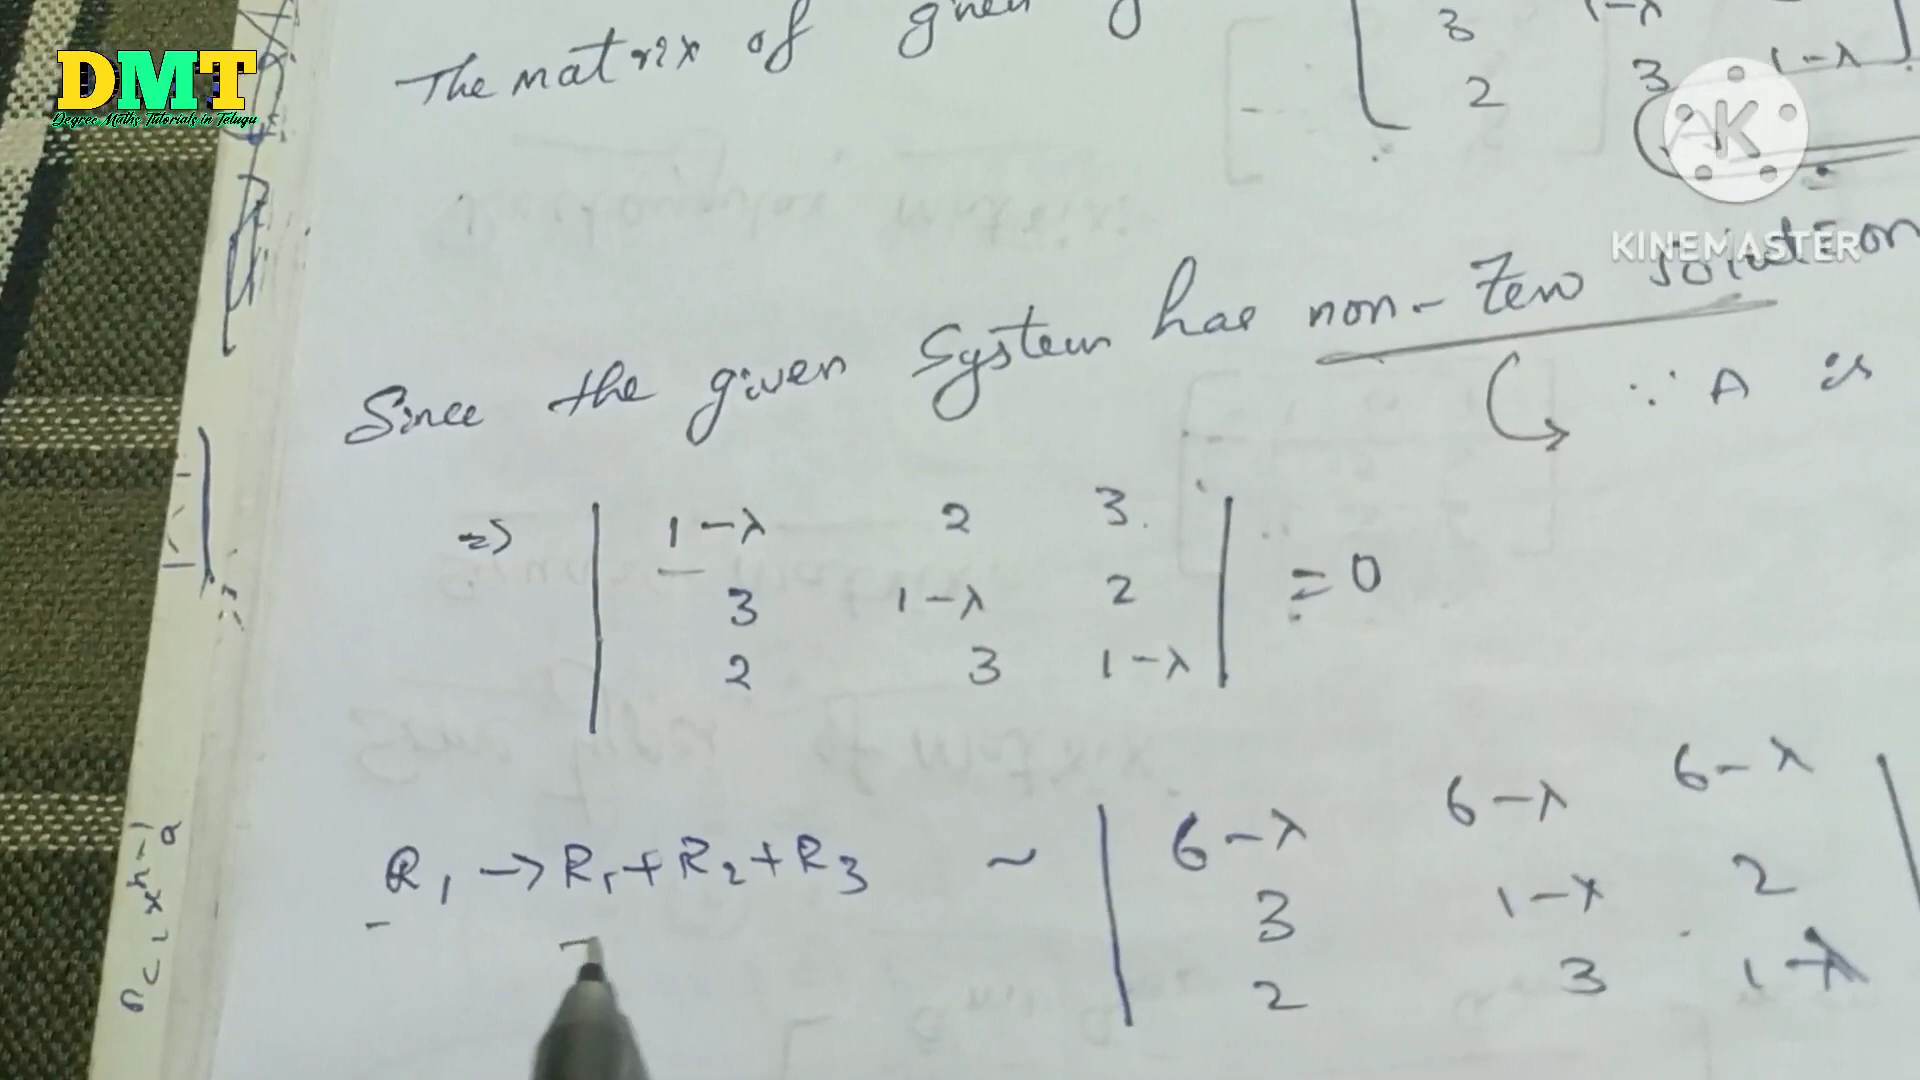 DMT
Degree Maths Tutorials in Telugu
The matrix of given
3 1-λ
2 3 1-λ
A
K
KINEMASTER
Since the given System has non-Zero solution
∵ A is
=> | 1-λ 2 3 |
| 3 1-λ 2 | = 0
| 2 3 1-λ |
R1 → R1+R2+R3 ~ | 6-λ 6-λ 6-λ |
| 3 1-λ 2 |
| 2 3 1-λ |